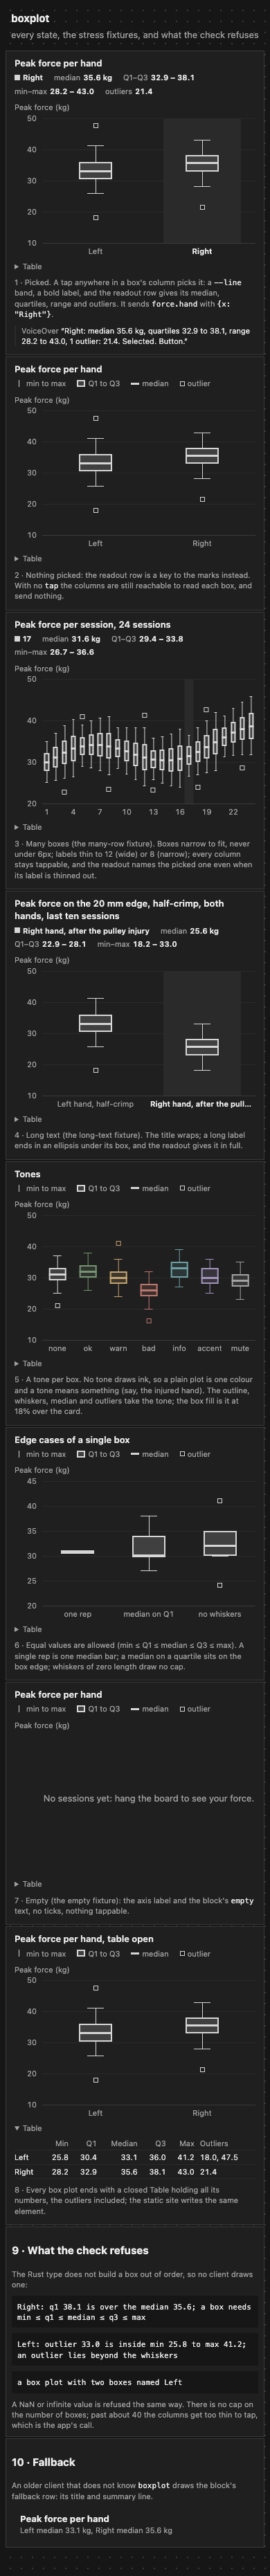 boxplot
every state, the stress fixtures, and what the check refuses
Peak force per hand
Right median 35.6 kg Q1–Q3 32.9 – 38.1
min–max 28.2 – 43.0 outliers 21.4
Peak force (kg)
50
40
30
20
10
Left
Right
▶ Table
1 · Picked. A tap anywhere in a box's column picks it: a --line
band, a bold label, and the readout row gives its median,
quartiles, range and outliers. It sends force.hand with {x:
"Right"}.
VoiceOver “Right: median 35.6 kg, quartiles 32.9 to 38.1, range
28.2 to 43.0, 1 outlier: 21.4. Selected. Button.”
Peak force per hand
min to max Q1 to Q3 median outlier
Peak force (kg)
50
40
30
20
10
Left
Right
▶ Table
2 · Nothing picked: the readout row is a key to the marks instead.
With no tap the columns are still reachable to read each box, and
send nothing.
Peak force per session, 24 sessions
17 median 31.6 kg Q1–Q3 29.4 – 33.8
min–max 26.7 – 36.6
Peak force (kg)
50
40
30
20
1 4 7 10 13 16 19 22
▶ Table
3 · Many boxes (the many-row fixture). Boxes narrow to fit, never
under 6px; labels thin to 12 (wide) or 8 (narrow); every column
stays tappable, and the readout names the picked one even when
its label is thinned out.
Peak force on the 20 mm edge, half-crimp, both
hands, last ten sessions
Right hand, after the pulley injury median 25.6 kg
Q1–Q3 22.9 – 28.1 min–max 18.2 – 33.0
Peak force (kg)
50
40
30
20
10
Left hand, half-crimp
Right hand, after the pull…
▶ Table
4 · Long text (the long-text fixture). The title wraps; a long label
ends in an ellipsis under its box, and the readout gives it in full.
Tones
min to max Q1 to Q3 median outlier
Peak force (kg)
50
40
30
20
10
none ok warn bad info accent mute
▶ Table
5 · A tone per box. No tone draws ink, so a plain plot is one colour
and a tone means something (say, the injured hand). The outline,
whiskers, median and outliers take the tone; the box fill is it at
18% over the card.
Edge cases of a single box
min to max Q1 to Q3 median outlier
Peak force (kg)
45
40
35
30
25
20
one rep
median on Q1
no whiskers
▶ Table
6 · Equal values are allowed (min ≤ Q1 ≤ median ≤ Q3 ≤ max). A
single rep is one median bar; a median on a quartile sits on the
box edge; whiskers of zero length draw no cap.
Peak force per hand
min to max Q1 to Q3 median outlier
Peak force (kg)
No sessions yet: hang the board to see your force.
▶ Table
7 · Empty (the empty fixture): the axis label and the block's empty
text, no ticks, nothing tappable.
Peak force per hand, table open
min to max Q1 to Q3 median outlier
Peak force (kg)
50
40
30
20
10
Left
Right
▼ Table
Min Q1 Median Q3 Max Outliers
Left 25.8 30.4 33.1 36.0 41.2 18.0, 47.5
Right 28.2 32.9 35.6 38.1 43.0 21.4
8 · Every box plot ends with a closed Table holding all its
numbers, the outliers included; the static site writes the same
element.
9 · What the check refuses
The Rust type does not build a box out of order, so no client draws
one:
Right: q1 38.1 is over the median 35.6; a box needs
min ≤ q1 ≤ median ≤ q3 ≤ max
Left: outlier 33.0 is inside min 25.8 to max 41.2;
an outlier lies beyond the whiskers
a box plot with two boxes named Left
A NaN or infinite value is refused the same way. There is no cap on
the number of boxes; past about 40 the columns get too thin to tap,
which is the app's call.
10 · Fallback
An older client that does not know boxplot draws the block's
fallback row: its title and summary line.
Peak force per hand
Left median 33.1 kg, Right median 35.6 kg